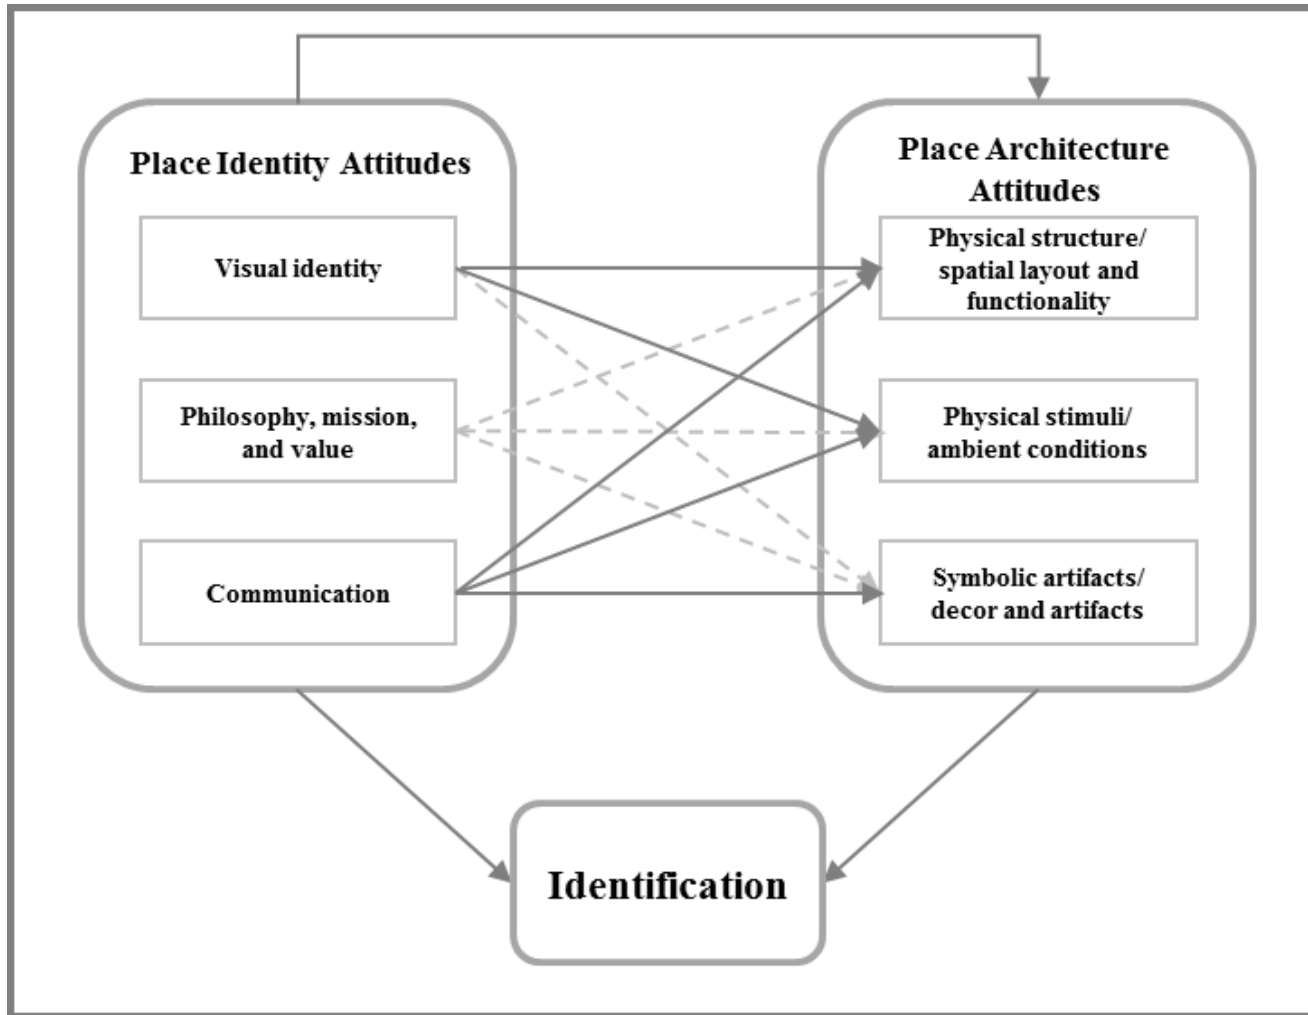 Place Identity Attitudes
Visual identity
Philosophy, mission,
and value
Communication
Place Architecture
Attitudes
Physical structure/
spatial layout and
functionality
Physical stimuli/
ambient conditions
Symbolic artifacts/
decor and artifacts
Identification